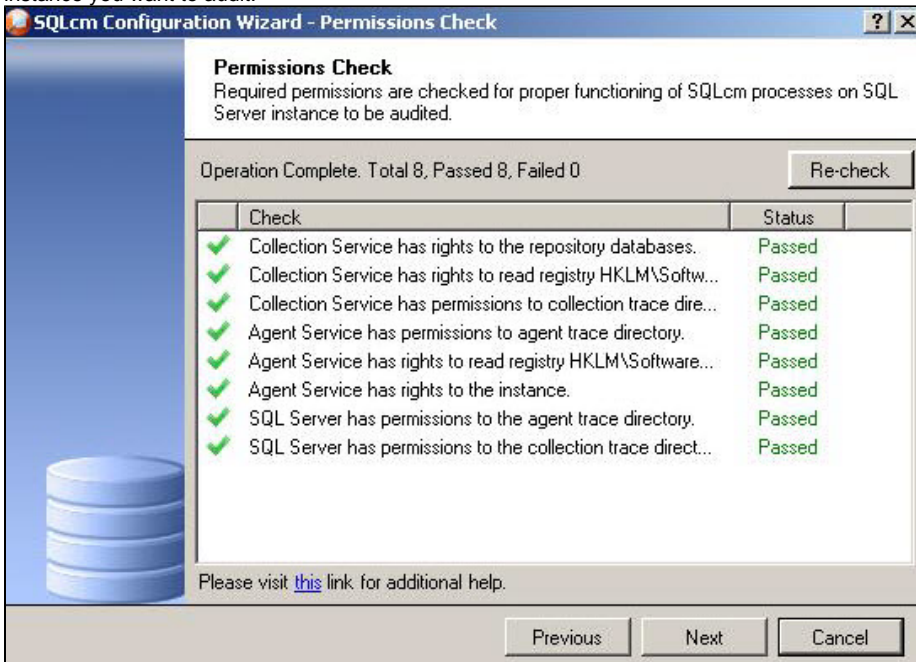 SQLcm Configuration Wizard - Permissions Check
Permissions Check
Required permissions are checked for proper functioning of SQLcm processes on SQL
Server instance to be audited.
Operation Complete. Total 8, Passed 8, Failed 0
Re-check
Check Status
Collection Service has rights to the repository databases. Passed
Collection Service has rights to read registry HKLM\Softw... Passed
Collection Service has permissions to collection trace dire... Passed
Agent Service has permissions to agent trace directory. Passed
Agent Service has rights to read registry HKLM\Software... Passed
Agent Service has rights to the instance. Passed
SQL Server has permissions to the agent trace directory. Passed
SQL Server has permissions to the collection trace direct... Passed
Please visit this link for additional help.
Previous Next Cancel